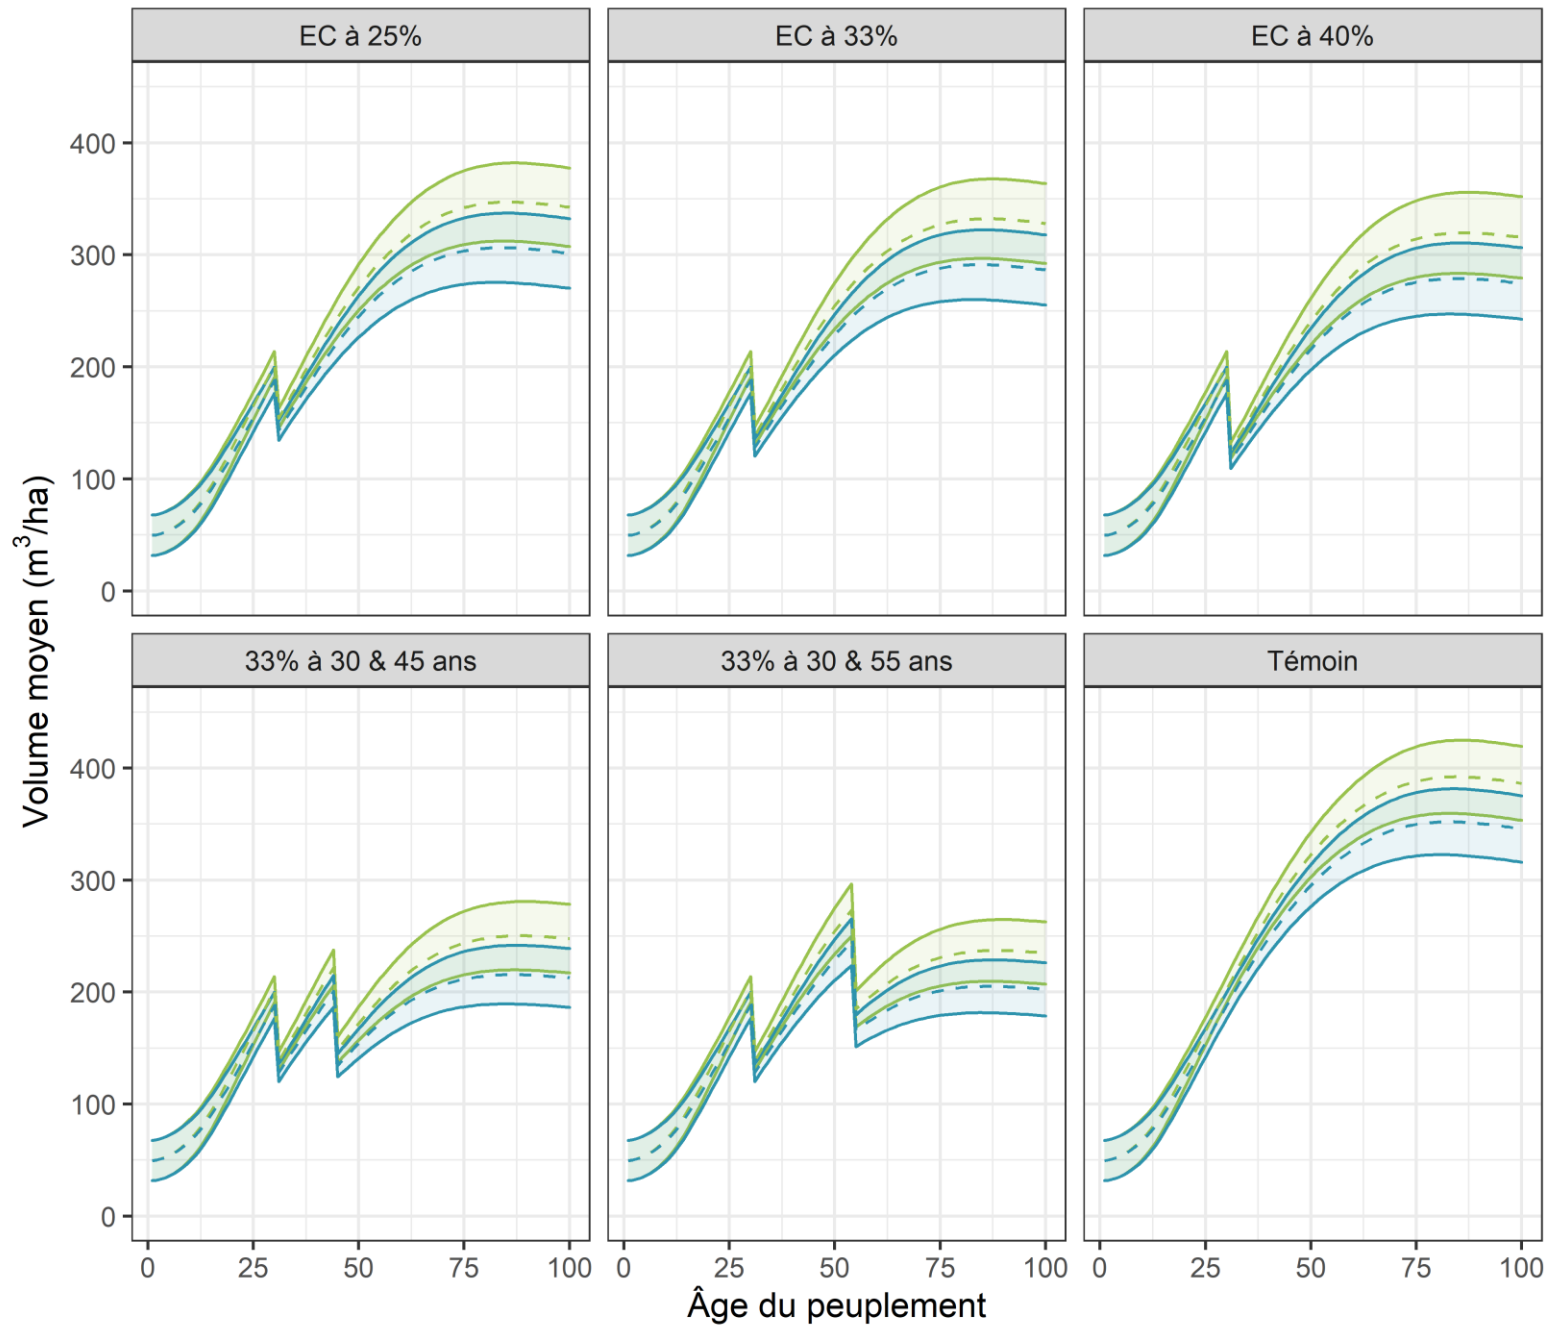 EC à 25%
EC à 33%
EC à 40%
400
300
200
100
0
Volume moyen (m³/ha)
33% à 30 & 45 ans
33% à 30 & 55 ans
Témoin
400
300
200
100
0
0 25 50 75 100
0 25 50 75 100
0 25 50 75 100
Âge du peuplement